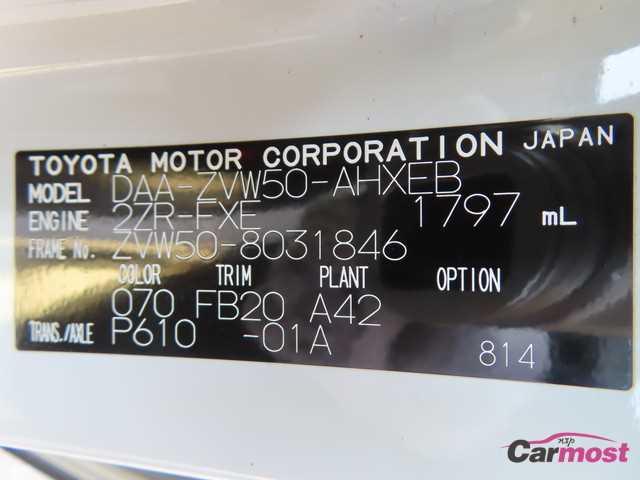 TOYOTA MOTOR CORPORATION JAPAN
MODEL DAA-ZVW50-AHXEB
ENGINE 2ZR-FXE 1797 mL
FRAME No. ZVW50-8031846
COLOR TRIM PLANT OPTION
070 FB20 A42
TRANS./AXLE P610 -01A
814
Carmost